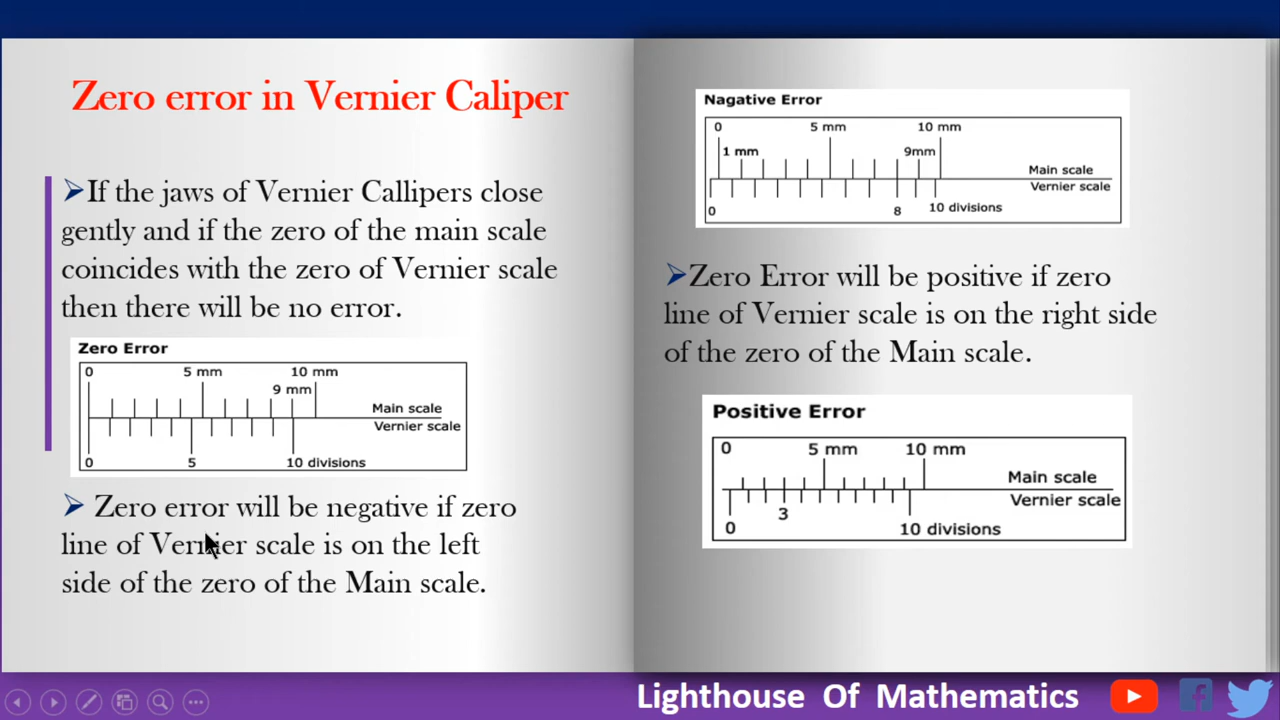 Zero error in Vernier Caliper
If the jaws of Vernier Callipers close
gently and if the zero of the main scale
coincides with the zero of Vernier scale
then there will be no error.
Zero Error
0 5 mm 10 mm
9 mm
Main scale
Vernier scale
0 5 10 divisions
Zero error will be negative if zero
line of Vernier scale is on the left
side of the zero of the Main scale.
Nagative Error
0 5 mm 10 mm
1 mm 9mm
Main scale
Vernier scale
0 8 10 divisions
Zero Error will be positive if zero
line of Vernier scale is on the right side
of the zero of the Main scale.
Positive Error
0 5 mm 10 mm
Main scale
Vernier scale
0 3 10 divisions
Lighthouse Of Mathematics